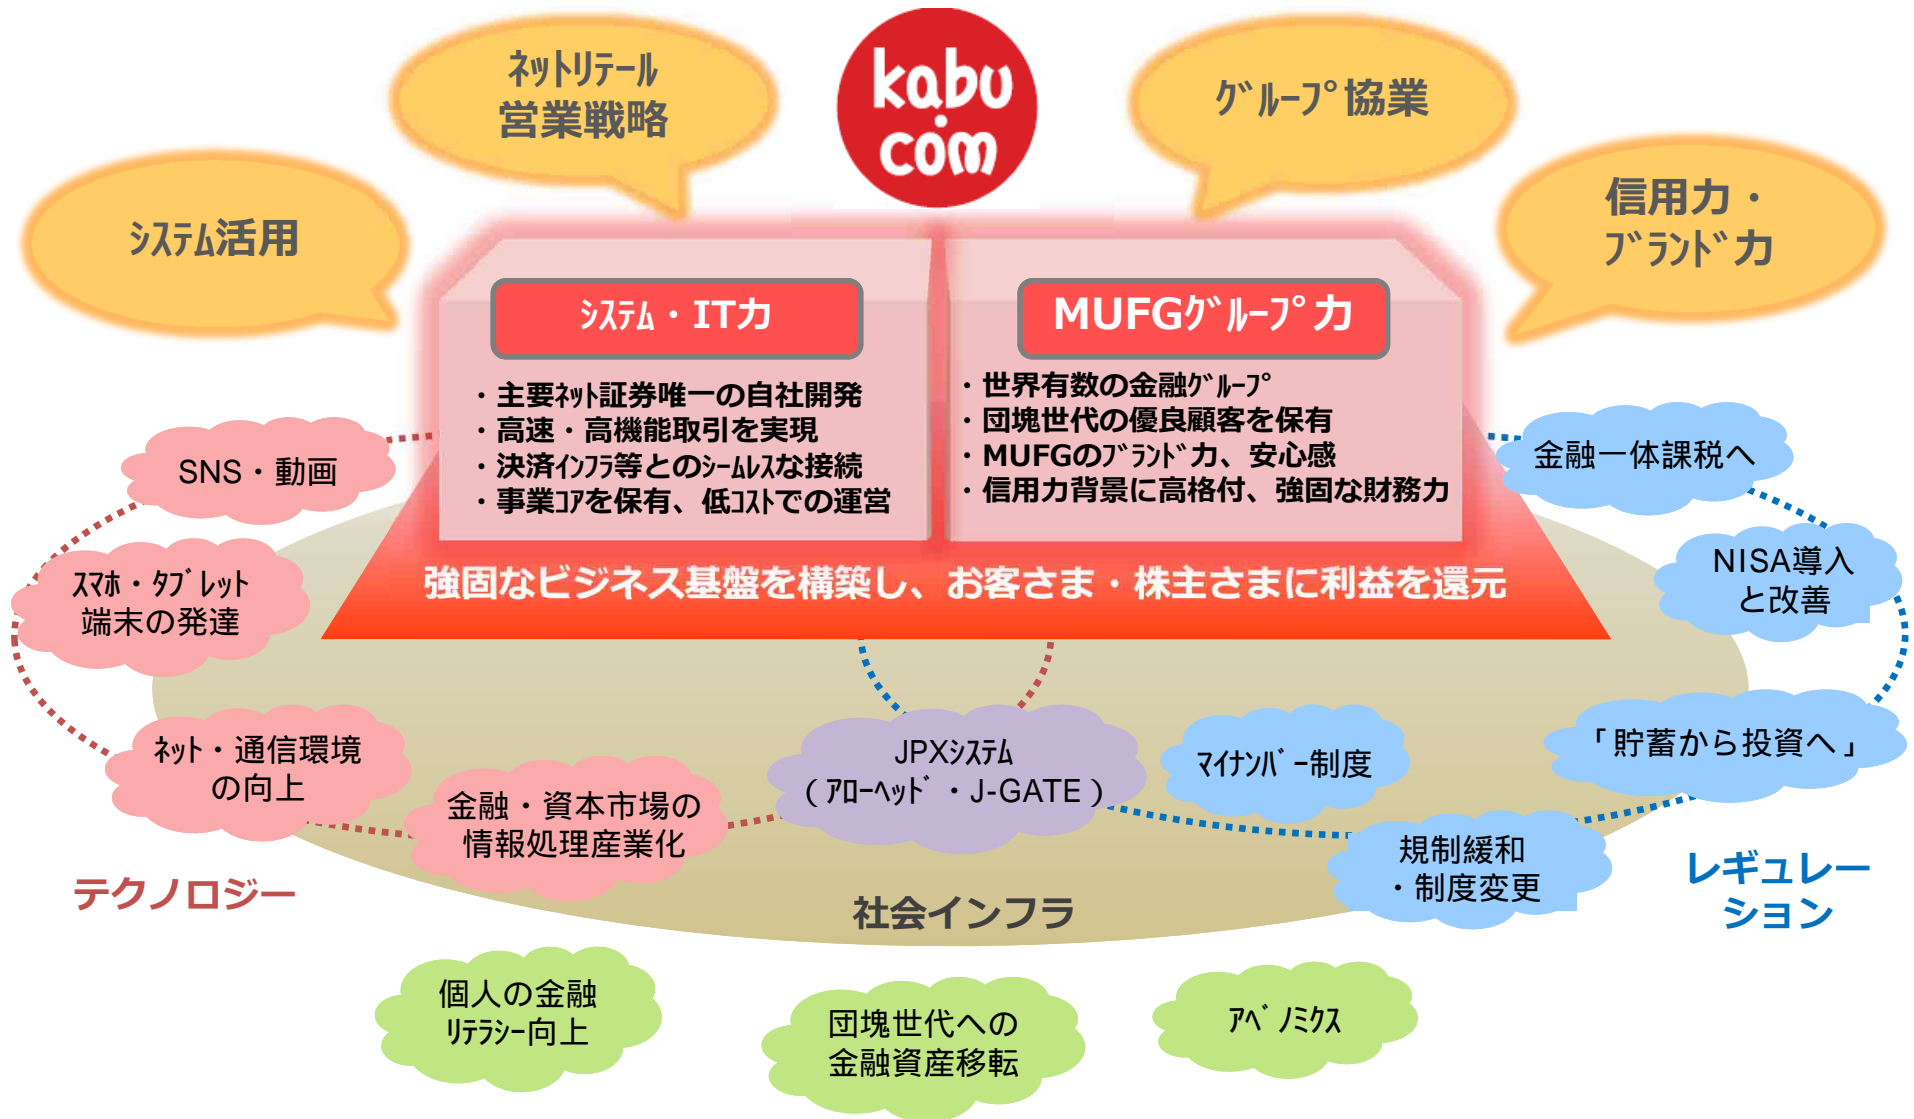 ﾈｯﾄﾘﾃｰﾙ
営業戦略
kabu
.com
ｸﾞﾙｰﾌﾟ協業
ｼｽﾃﾑ活用
信用力・
ﾌﾞﾗﾝﾄﾞ力
ｼｽﾃﾑ・IT力
・主要ﾈｯﾄ証券唯一の自社開発
・高速・高機能取引を実現
・決済ｲﾝﾌﾗ等とのｼｰﾑﾚｽな接続
・事業ｺｱを保有、低ｺｽﾄでの運営
MUFGｸﾞﾙｰﾌﾟ力
・世界有数の金融ｸﾞﾙｰﾌﾟ
・団塊世代の優良顧客を保有
・MUFGのﾌﾞﾗﾝﾄﾞ力、安心感
・信用力背景に高格付、強固な財務力
強固なビジネス基盤を構築し、お客さま・株主さまに利益を還元
SNS・動画
ｽﾏﾎ・ﾀﾌﾞﾚｯﾄ
端末の発達
ﾈｯﾄ・通信環境
の向上
金融・資本市場の
情報処理産業化
テクノロジー
JPXｼｽﾃﾑ
（ｱﾛｰﾍｯﾄﾞ・J-GATE）
社会インフラ
金融一体課税へ
NISA導入
と改善
「貯蓄から投資へ」
ﾏｲﾅﾝﾊﾞｰ制度
規制緩和
・制度変更
レギュレー
ション
個人の金融
ﾘﾃﾗｼｰ向上
団塊世代への
金融資産移転
ｱﾍﾞﾉﾐｸｽ